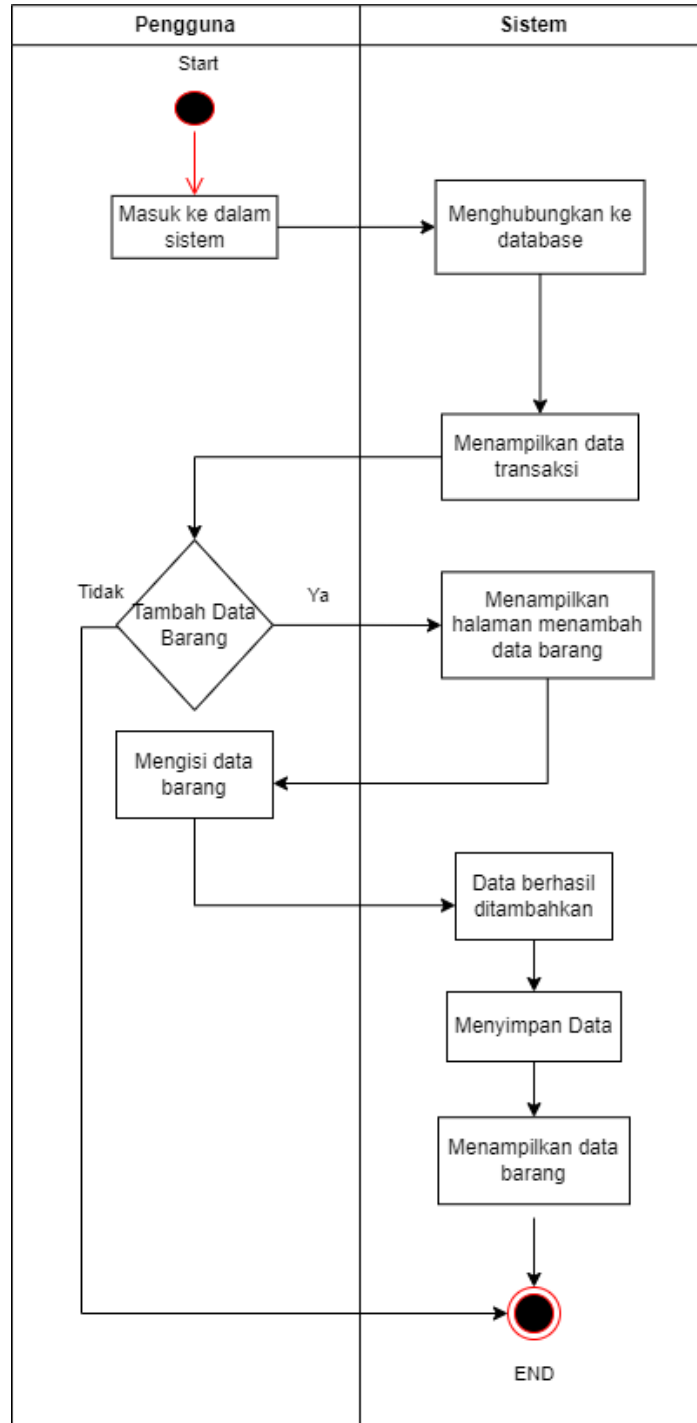 Pengguna
Sistem
Start
Masuk ke dalam
sistem
Menghubungkan ke
database
Menampilkan data
transaksi
Tidak
Tambah Data
Barang
Ya
Menampilkan
halaman menambah
data barang
Mengisi data
barang
Data berhasil
ditambahkan
Menyimpan Data
Menampilkan data
barang
END